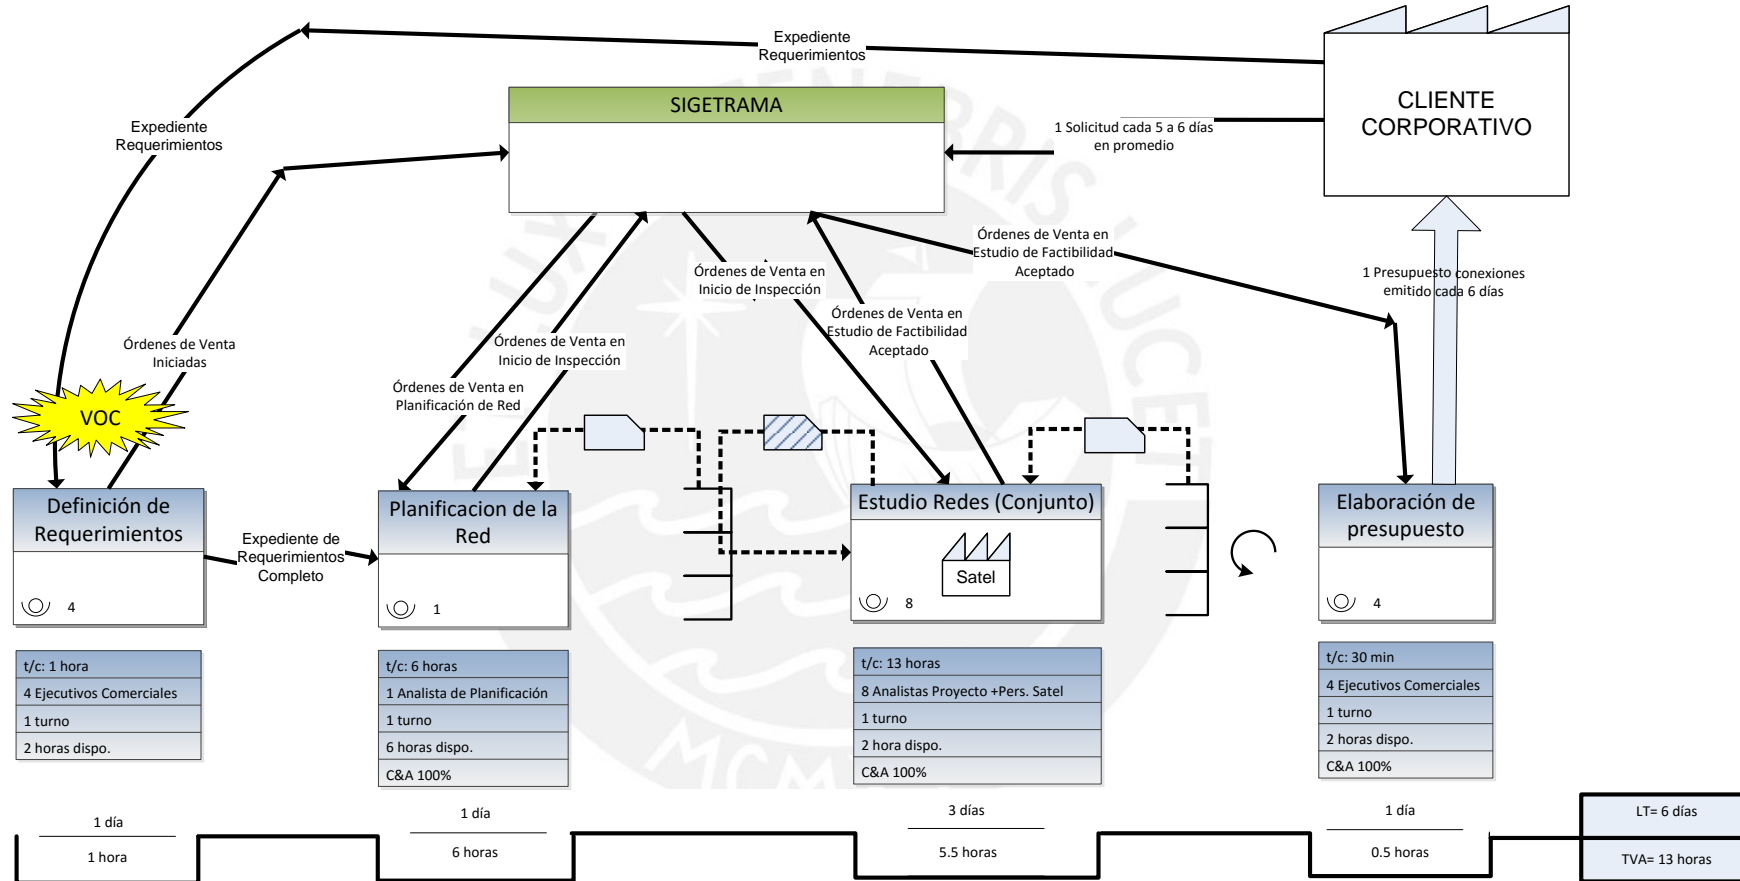 Expediente
Requerimientos
CLIENTE
CORPORATIVO
SIGETRAMA
1 Solicitud cada 5 a 6 días
en promedio
Expediente
Requerimientos
Órdenes de Venta en
Estudio de Factibilidad
Aceptado
Órdenes de Venta en
Inicio de Inspección
1 Presupuesto conexiones
emitido cada 6 días
Órdenes de Venta en
Estudio de Factibilidad
Aceptado
Órdenes de Venta
Iniciadas
Órdenes de Venta en
Inicio de Inspección
Órdenes de Venta en
Planificación de Red
VOC
Definición de
Requerimientos
4
Expediente de
Requerimientos
Completo
Planificacion de la
Red
1
Estudio Redes (Conjunto)
Satel
8
Elaboración de
presupuesto
4
t/c: 1 hora
4 Ejecutivos Comerciales
1 turno
2 horas dispo.
t/c: 6 horas
1 Analista de Planificación
1 turno
6 horas dispo.
C&A 100%
t/c: 13 horas
8 Analistas Proyecto +Pers. Satel
1 turno
2 hora dispo.
C&A 100%
t/c: 30 min
4 Ejecutivos Comerciales
1 turno
2 horas dispo.
C&A 100%
1 día
1 hora
1 día
6 horas
3 días
5.5 horas
1 día
0.5 horas
LT= 6 días
TVA= 13 horas